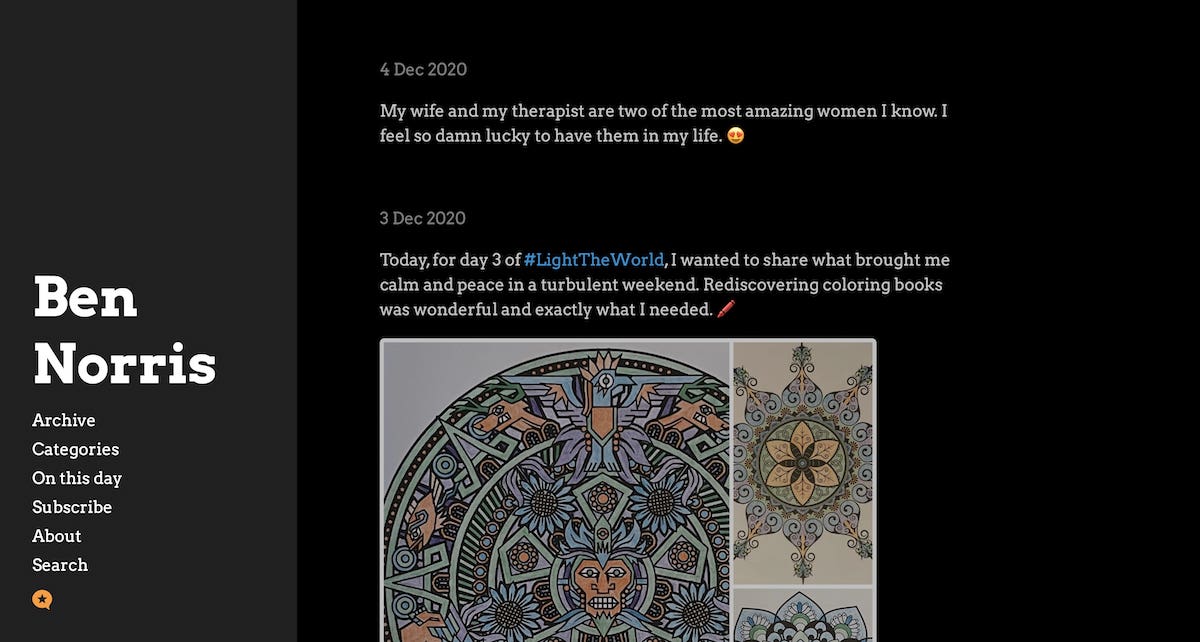 Ben
Norris
Archive
Categories
On this day
Subscribe
About
Search
4 Dec 2020
My wife and my therapist are two of the most amazing women I know. I
feel so damn lucky to have them in my life. 😍
3 Dec 2020
Today, for day 3 of #LightTheWorld, I wanted to share what brought me
calm and peace in a turbulent weekend. Rediscovering coloring books
was wonderful and exactly what I needed. 🖍️